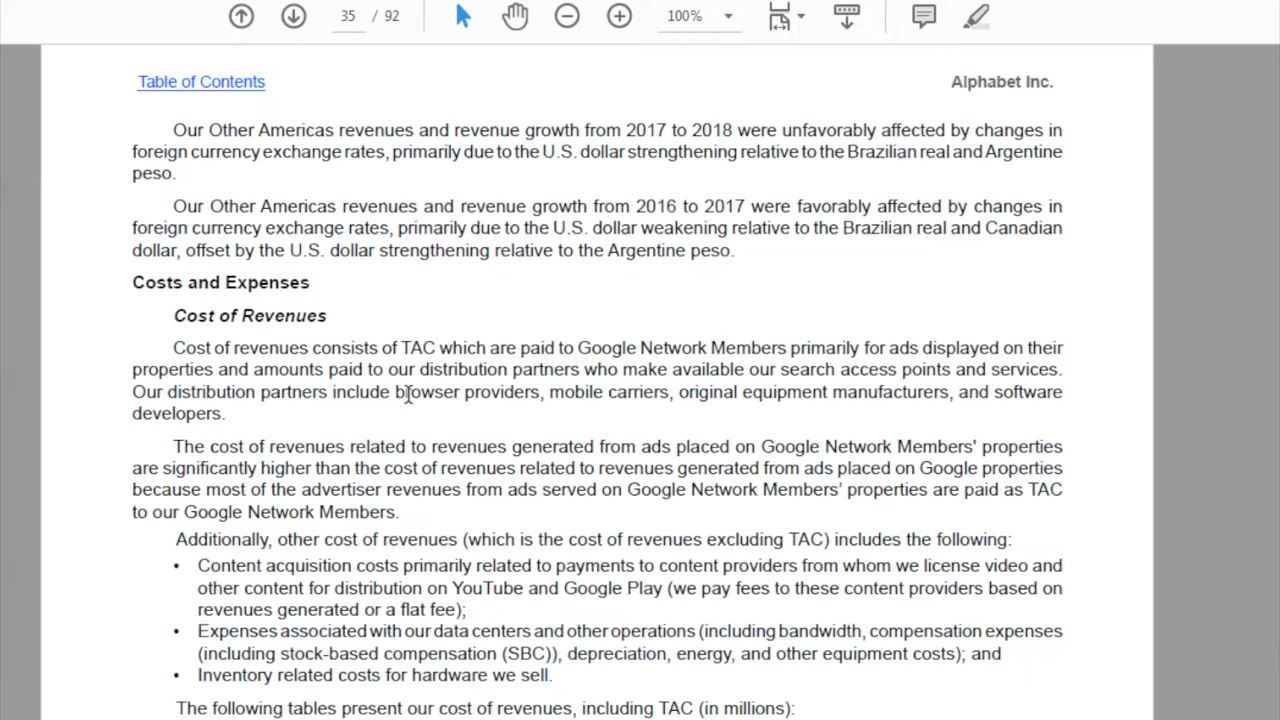 35 / 92 100%
Table of Contents Alphabet Inc.
Our Other Americas revenues and revenue growth from 2017 to 2018 were unfavorably affected by changes in
foreign currency exchange rates, primarily due to the U.S. dollar strengthening relative to the Brazilian real and Argentine
peso.
Our Other Americas revenues and revenue growth from 2016 to 2017 were favorably affected by changes in
foreign currency exchange rates, primarily due to the U.S. dollar weakening relative to the Brazilian real and Canadian
dollar, offset by the U.S. dollar strengthening relative to the Argentine peso.
Costs and Expenses
Cost of Revenues
Cost of revenues consists of TAC which are paid to Google Network Members primarily for ads displayed on their
properties and amounts paid to our distribution partners who make available our search access points and services.
Our distribution partners include browser providers, mobile carriers, original equipment manufacturers, and software
developers.
The cost of revenues related to revenues generated from ads placed on Google Network Members' properties
are significantly higher than the cost of revenues related to revenues generated from ads placed on Google properties
because most of the advertiser revenues from ads served on Google Network Members' properties are paid as TAC
to our Google Network Members.
Additionally, other cost of revenues (which is the cost of revenues excluding TAC) includes the following:
• Content acquisition costs primarily related to payments to content providers from whom we license video and
other content for distribution on YouTube and Google Play (we pay fees to these content providers based on
revenues generated or a flat fee);
• Expenses associated with our data centers and other operations (including bandwidth, compensation expenses
(including stock-based compensation (SBC)), depreciation, energy, and other equipment costs); and
• Inventory related costs for hardware we sell.
The following tables present our cost of revenues, including TAC (in millions):